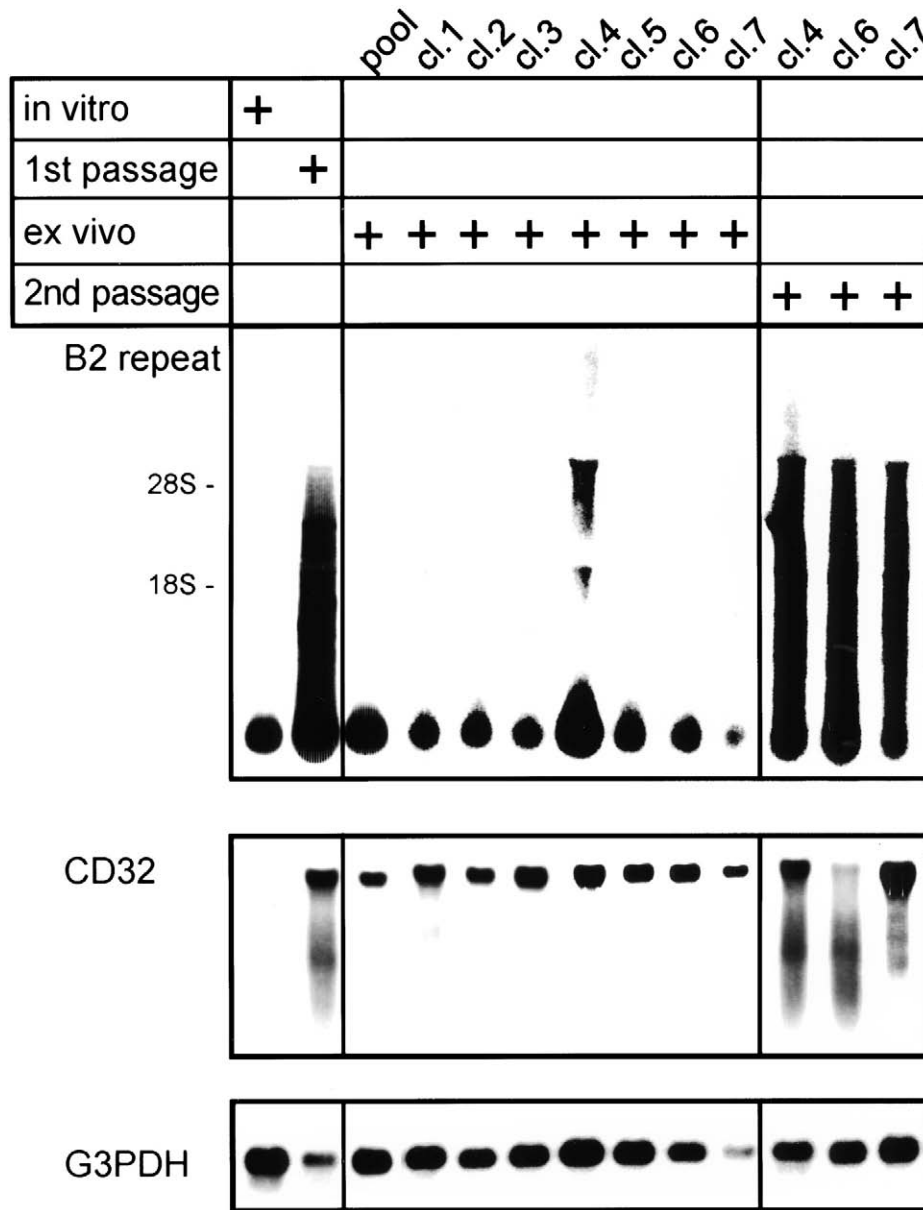 pool cl.1 cl.2 cl.3 cl.4 cl.5 cl.6 cl.7 cl.4 cl.6 cl.7
in vitro +
1st passage +
ex vivo + + + + + + + +
2nd passage + + +
B2 repeat
28S -
18S -
CD32
G3PDH